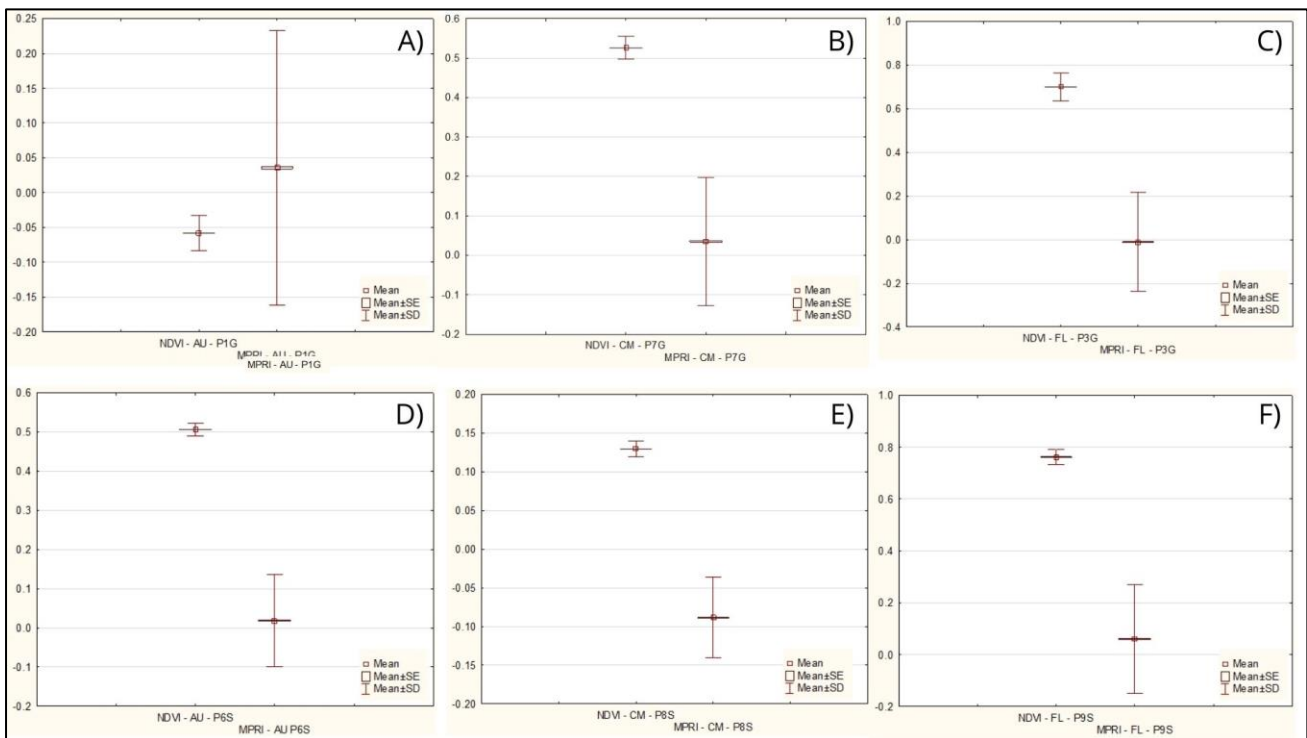 A)
0.25
0.20
0.15
0.10
0.05
0.00
-0.05
-0.10
-0.15
-0.20
Mean
Mean±SE
Mean±SD
NDVI - AU - P1G
MPRI - AU - P1G
MPRI - AU - P1G
B)
0.6
0.5
0.4
0.3
0.2
0.1
0.0
-0.1
-0.2
Mean
Mean±SE
Mean±SD
NDVI - CM - P7G
MPRI - CM - P7G
C)
1.0
0.8
0.6
0.4
0.2
0.0
-0.2
-0.4
Mean
Mean±SE
Mean±SD
NDVI - FL - P3G
MPRI - FL - P3G
D)
0.6
0.5
0.4
0.3
0.2
0.1
0.0
-0.1
-0.2
Mean
Mean±SE
Mean±SD
NDVI - AU - P6S
MPRI - AU P6S
E)
0.20
0.15
0.10
0.05
0.00
-0.05
-0.10
-0.15
-0.20
Mean
Mean±SE
Mean±SD
NDVI - CM - P8S
MPRI - CM - P8S
F)
1.0
0.8
0.6
0.4
0.2
0.0
-0.2
Mean
Mean±SE
Mean±SD
NDVI - FL - P9S
MPRI - FL - P9S